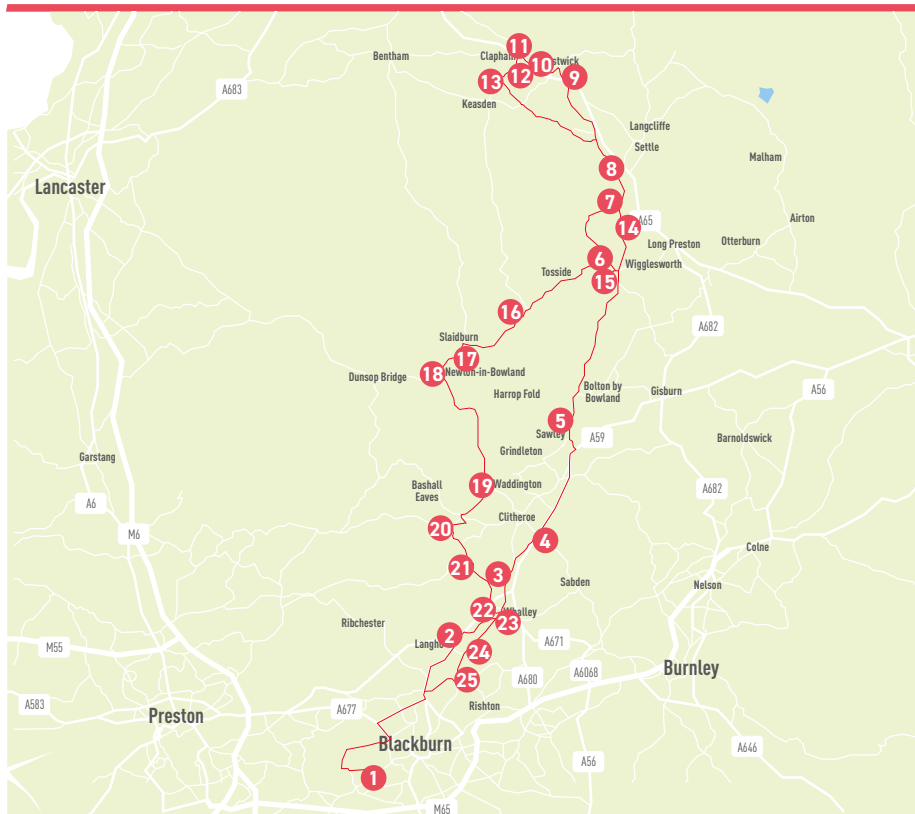 11
Clapham
Bentham
10
stwick
12
9
13
A683
Keasden
Langcliffe
Settle
Malham
8
Lancaster
7
Airton
A65
14
Otterburn
Long Preston
6
Wigglesworth
Tosside
15
16
A682
Slaidburn
17
Newton-in-Bowland
18
Dunsop Bridge
Harrop Fold
Bolton by
Bowland
Gisburn
A56
5
Sawley
A59
Barnoldswick
Grindleton
Garstang
19
Waddington
Bashall
Eaves
A682
A6
Clitheroe
20
M6
4
Colne
21
3
Sabden
Nelson
22
Whalley
23
Ribchester
2
Langho
A671
M55
24
Burnley
A6068
25
A680
A583
A677
Rishton
Preston
Blackburn
A646
A56
1
M65